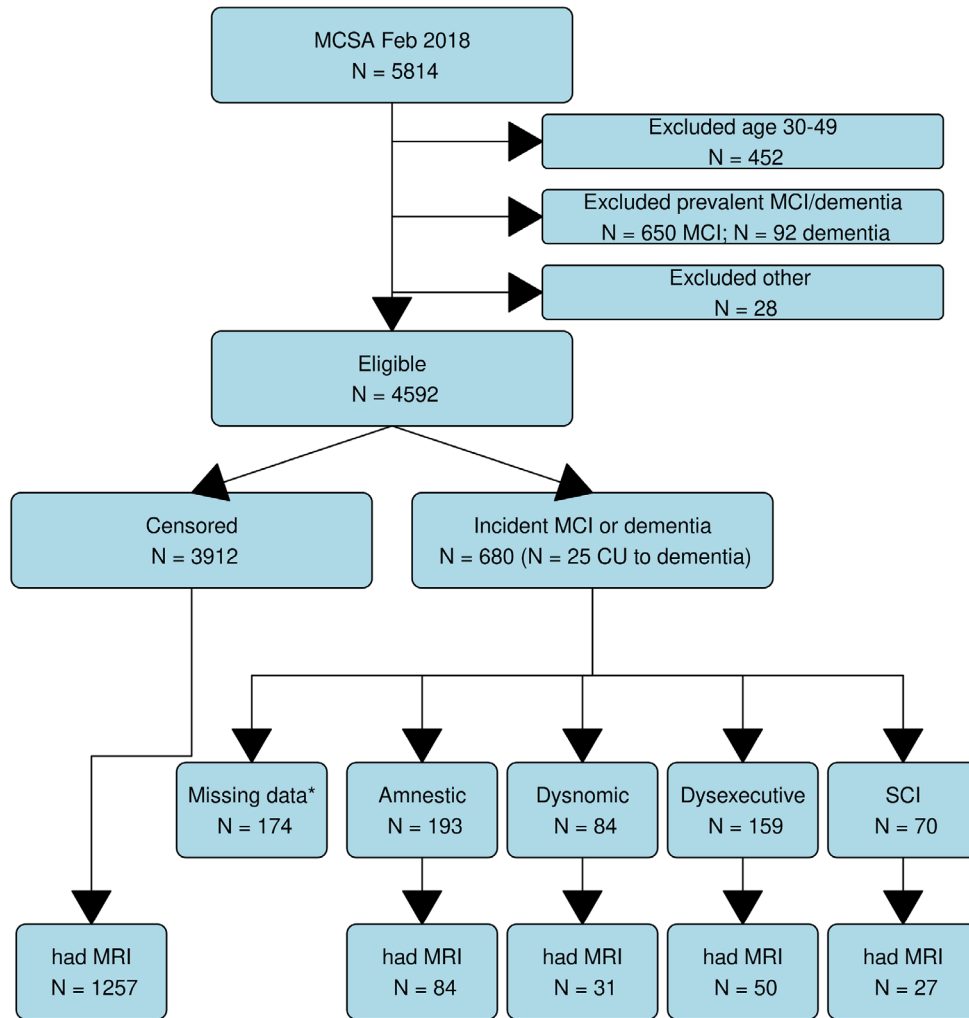 MCSA Feb 2018
N = 5814
Excluded age 30-49
N = 452
Excluded prevalent MCI/dementia
N = 650 MCI; N = 92 dementia
Excluded other
N = 28
Eligible
N = 4592
Censored
N = 3912
Incident MCI or dementia
N = 680 (N = 25 CU to dementia)
Missing data*
N = 174
Amnestic
N = 193
Dysnomic
N = 84
Dysexecutive
N = 159
SCI
N = 70
had MRI
N = 1257
had MRI
N = 84
had MRI
N = 31
had MRI
N = 50
had MRI
N = 27